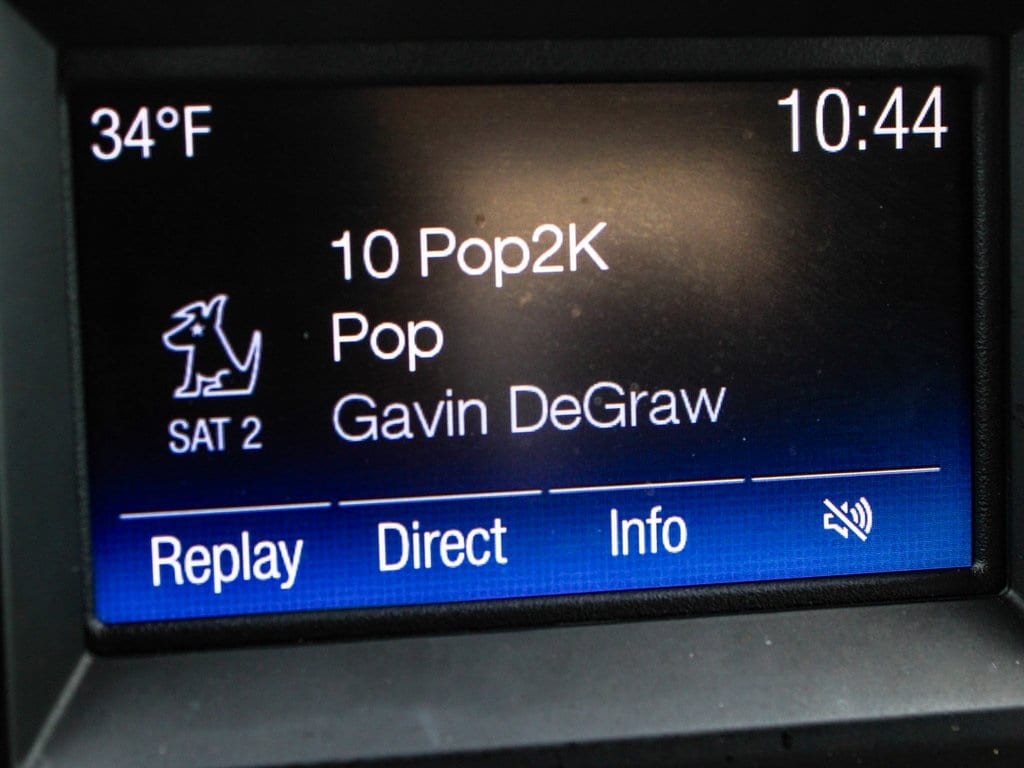 34°F
10:44
10 Pop2K
Pop
Gavin DeGraw
SAT 2
Replay Direct Info